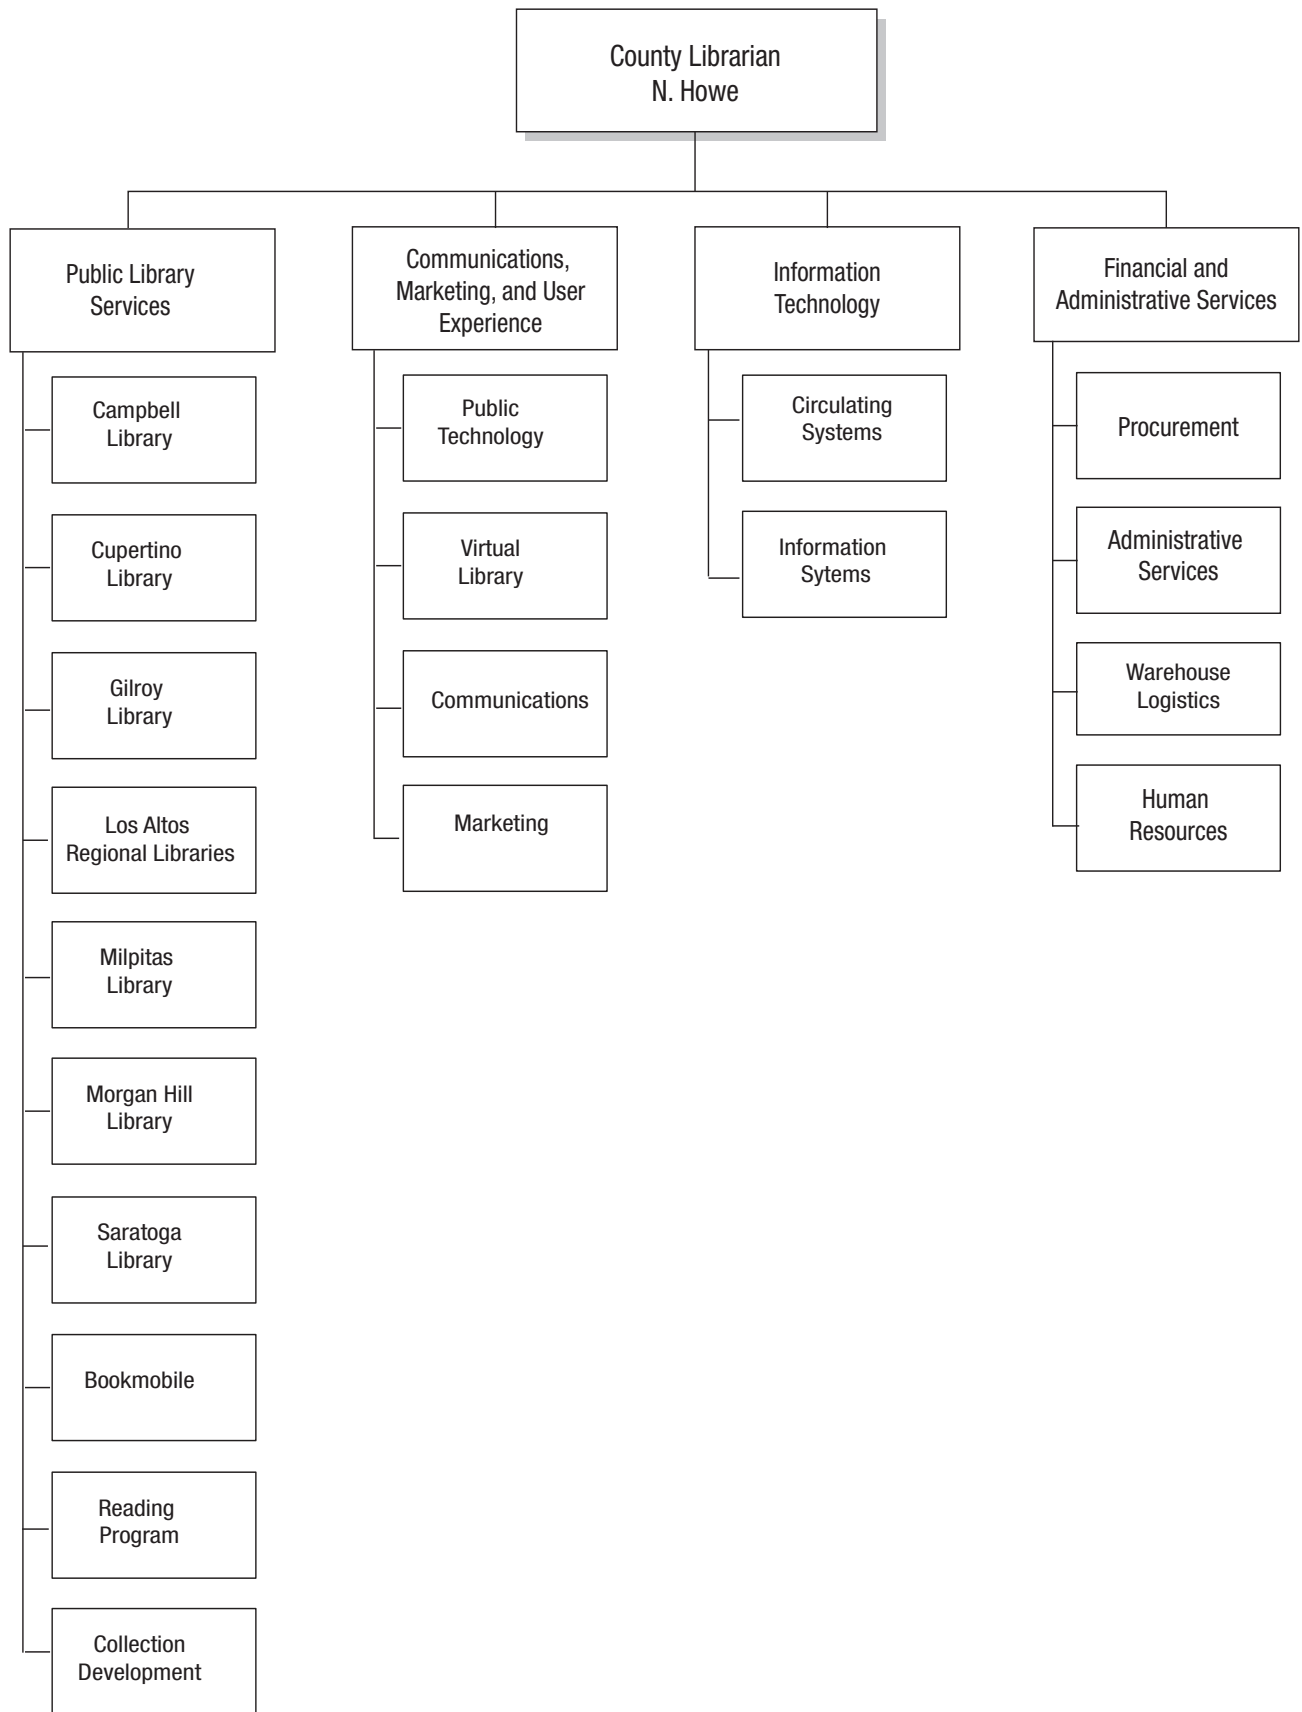 County Librarian
N. Howe
Public Library
Services
Campbell
Library
Cupertino
Library
Gilroy
Library
Los Altos
Regional Libraries
Milpitas
Library
Morgan Hill
Library
Saratoga
Library
Bookmobile
Reading
Program
Collection
Development
Communications,
Marketing, and User
Experience
Public
Technology
Virtual
Library
Communications
Marketing
Information
Technology
Circulating
Systems
Information
Sytems
Financial and
Administrative Services
Procurement
Administrative
Services
Warehouse
Logistics
Human
Resources